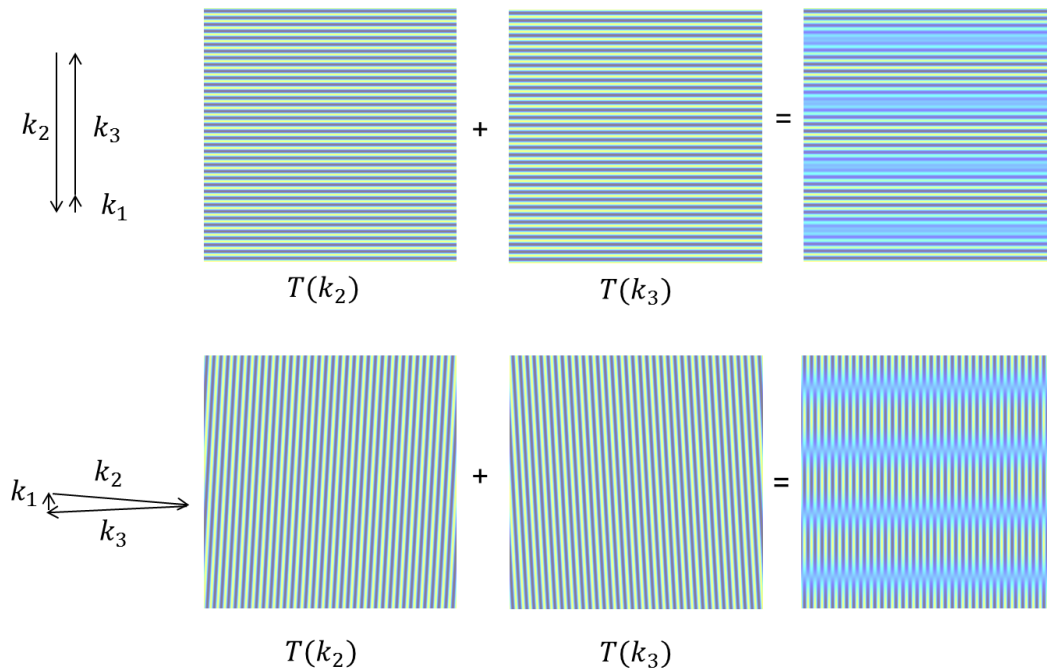 k₂
k₃
k₁
+
=
T(k₂)
T(k₃)
k₂
k₁
k₃
+
=
T(k₂)
T(k₃)